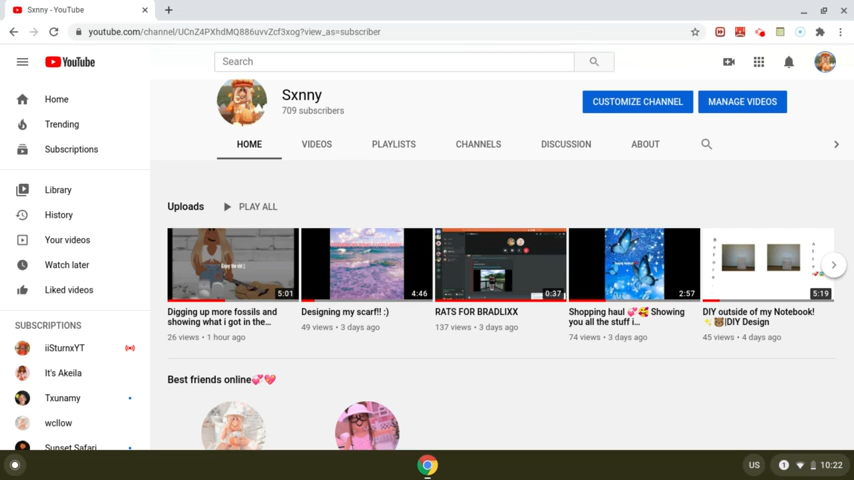 Sxnny - YouTube
youtube.com/channel/UCnZ4PXhdMQ886uvvZcf3xog?view_as=subscriber
YouTube
Search
Home
Trending
Subscriptions
Library
History
Your videos
Watch later
Liked videos
SUBSCRIPTIONS
iiSturnxYT
It's Akeila
Txunamy
wcllow
Sunset Safari
Sxnny
709 subscribers
CUSTOMIZE CHANNEL
MANAGE VIDEOS
HOME VIDEOS PLAYLISTS CHANNELS DISCUSSION ABOUT
Uploads PLAY ALL
5:01
Digging up more fossils and
showing what i got in the...
26 views • 1 hour ago
4:46
Designing my scarf!! :)
49 views • 3 days ago
0:37
RATS FOR BRADLIXX
137 views • 3 days ago
2:57
Shopping haul 💞🥰 Showing
you all the stuff i...
74 views • 3 days ago
5:19
DIY outside of my Notebook!
✨🐻|DIY Design
45 views • 4 days ago
Best friends online💞💖
US
1
10:22